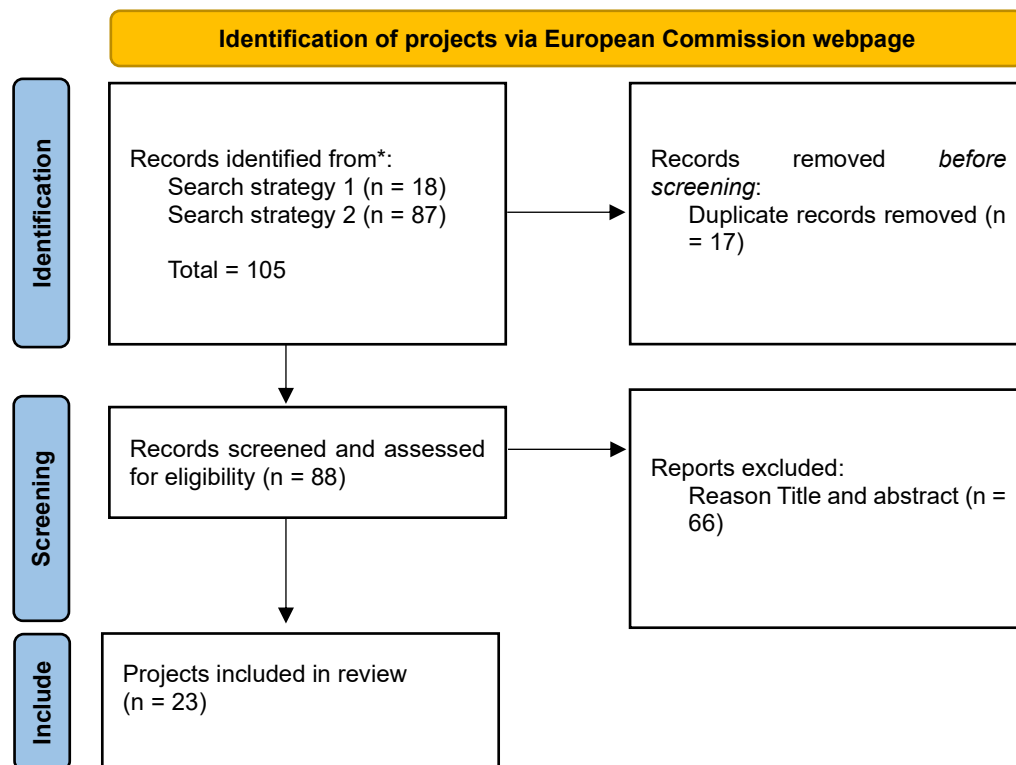 Identification of projects via European Commission webpage
Identification
Records identified from*:
Search strategy 1 (n = 18)
Search strategy 2 (n = 87)
Total = 105
Records removed before
screening:
Duplicate records removed (n
= 17)
Screening
Records screened and assessed
for eligibility (n = 88)
Reports excluded:
Reason Title and abstract (n =
66)
Include
Projects included in review
(n = 23)